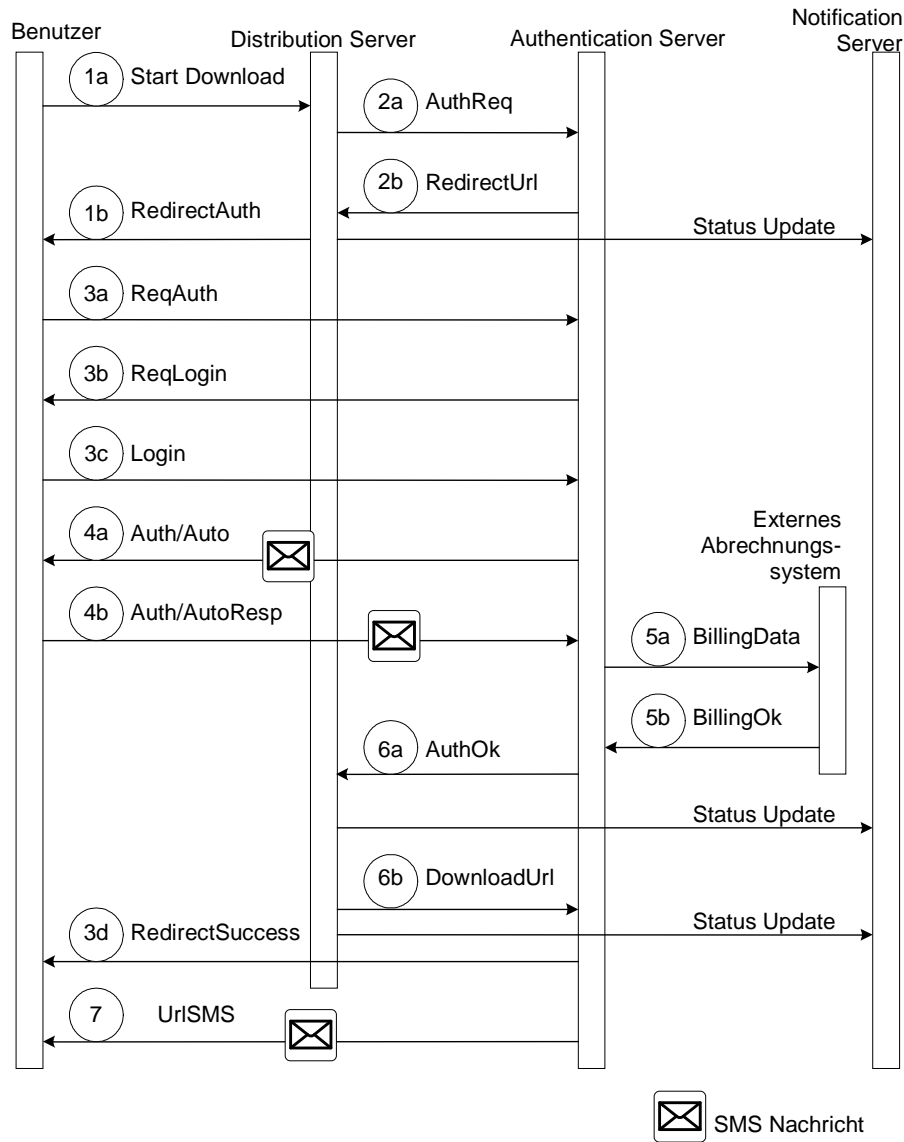 Benutzer
Distribution Server
Authentication Server
Notification
Server
1a Start Download
2a AuthReq
2b RedirectUrl
1b RedirectAuth
Status Update
3a ReqAuth
3b ReqLogin
3c Login
4a Auth/Auto
Externes
Abrechnungs-
system
4b Auth/AutoResp
5a BillingData
5b BillingOk
6a AuthOk
Status Update
6b DownloadUrl
Status Update
3d RedirectSuccess
7 UrlSMS
SMS Nachricht